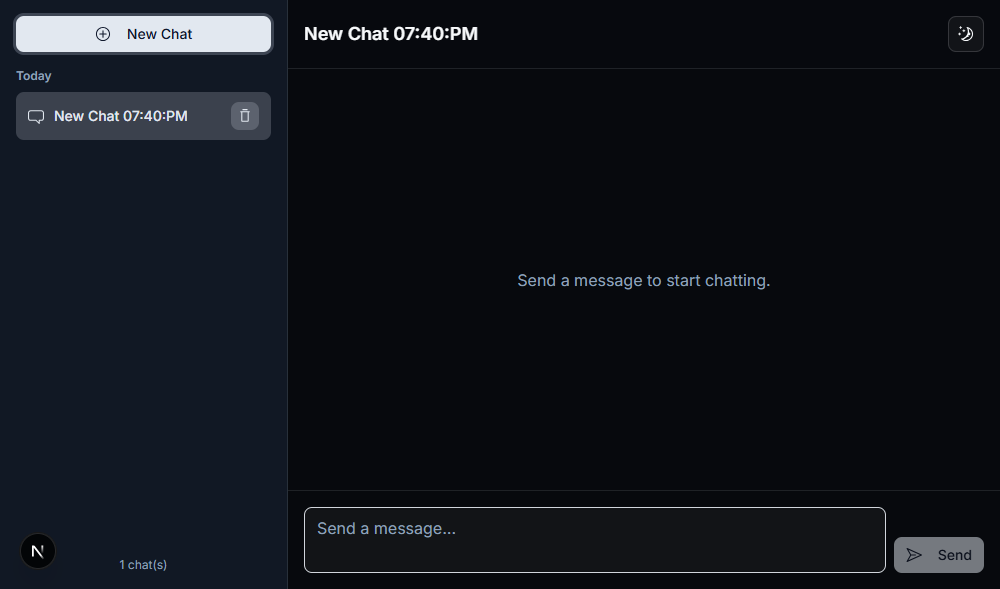 New Chat
Today
New Chat 07:40:PM
1 chat(s)
N
New Chat 07:40:PM
Send a message to start chatting.
Send a message...
Send